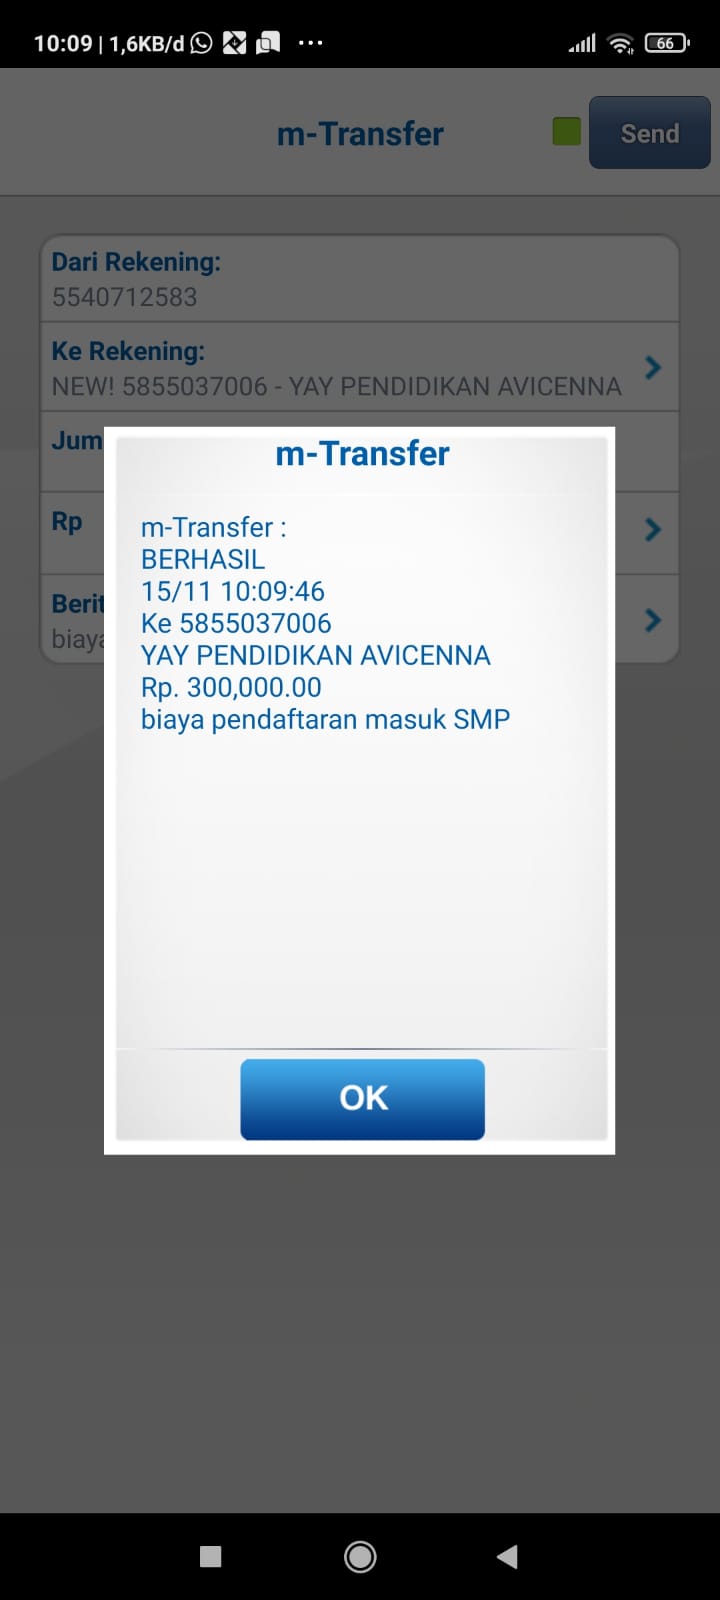 10:09 | 1,6KB/d
66
m-Transfer
Send
Dari Rekening:
5540712583
Ke Rekening:
NEW! 5855037006 - YAY PENDIDIKAN AVICENNA
Jum
Rp
Berit
biaya
m-Transfer
m-Transfer :
BERHASIL
15/11 10:09:46
Ke 5855037006
YAY PENDIDIKAN AVICENNA
Rp. 300,000.00
biaya pendaftaran masuk SMP
OK